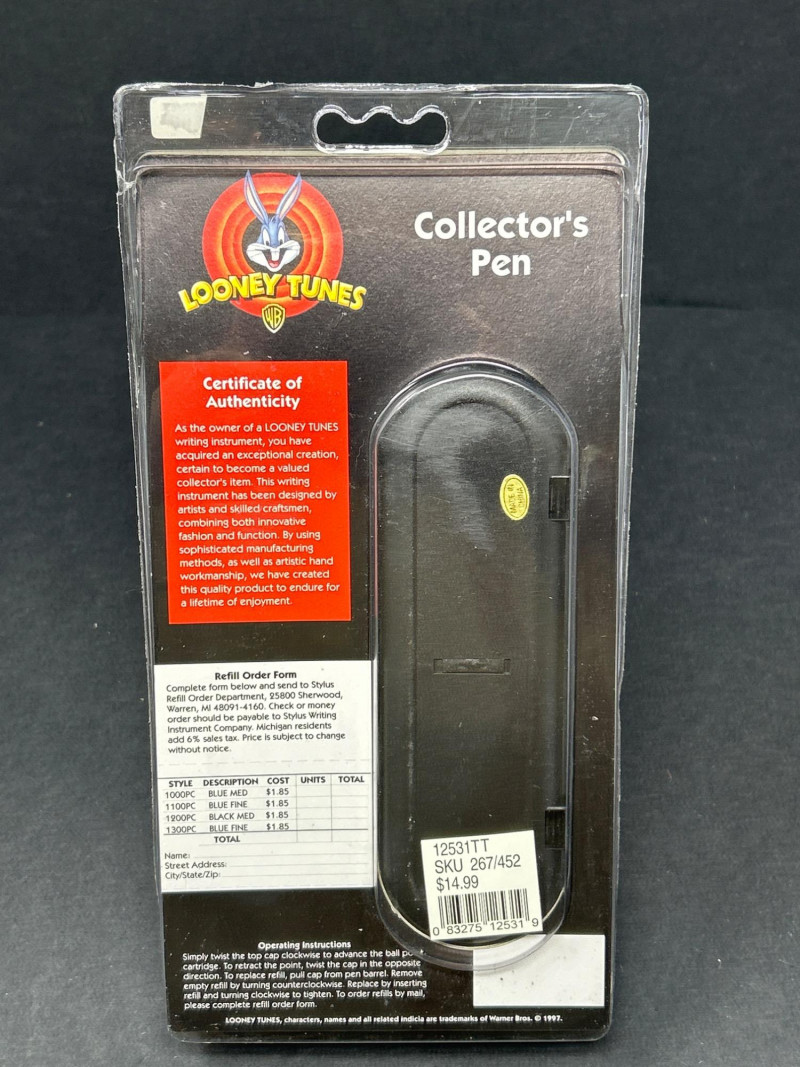 LOONEY TUNES
WB
Collector's
Pen
Certificate of
Authenticity
As the owner of a LOONEY TUNES
writing instrument, you have
acquired an exceptional creation,
certain to become a valued
collector's item. This writing
instrument has been designed by
artists and skilled craftsmen,
combining both innovative
fashion and function. By using
sophisticated manufacturing
methods, as well as artistic hand
workmanship, we have created
this quality product to endure for
a lifetime of enjoyment.
MADE IN
CHINA
Refill Order Form
Complete form below and send to Stylus
Refill Order Department, 25800 Sherwood,
Warren, MI 48091-4160. Check or money
order should be payable to Stylus Writing
Instrument Company. Michigan residents
add 6% sales tax. Price is subject to change
without notice.
STYLE DESCRIPTION COST UNITS TOTAL
1000PC BLUE MED $1.85
1100PC BLUE FINE $1.85
1200PC BLACK MED $1.85
1300PC BLUE FINE $1.85
TOTAL
Name:
Street Address:
City/State/Zip:
12531TT
SKU 267/452
$14.99
0 83275 12531 9
Operating Instructions
Simply twist the top cap clockwise to advance the ball po
cartridge. To retract the point, twist the cap in the opposite
direction. To replace refill, pull cap from pen barrel. Remove
empty refill by turning counterclockwise. Replace by inserting
refill and turning clockwise to tighten. To order refills by mail,
please complete refill order form.
LOONEY TUNES, characters, names and all related indicia are trademarks of Warner Bros. © 1997.